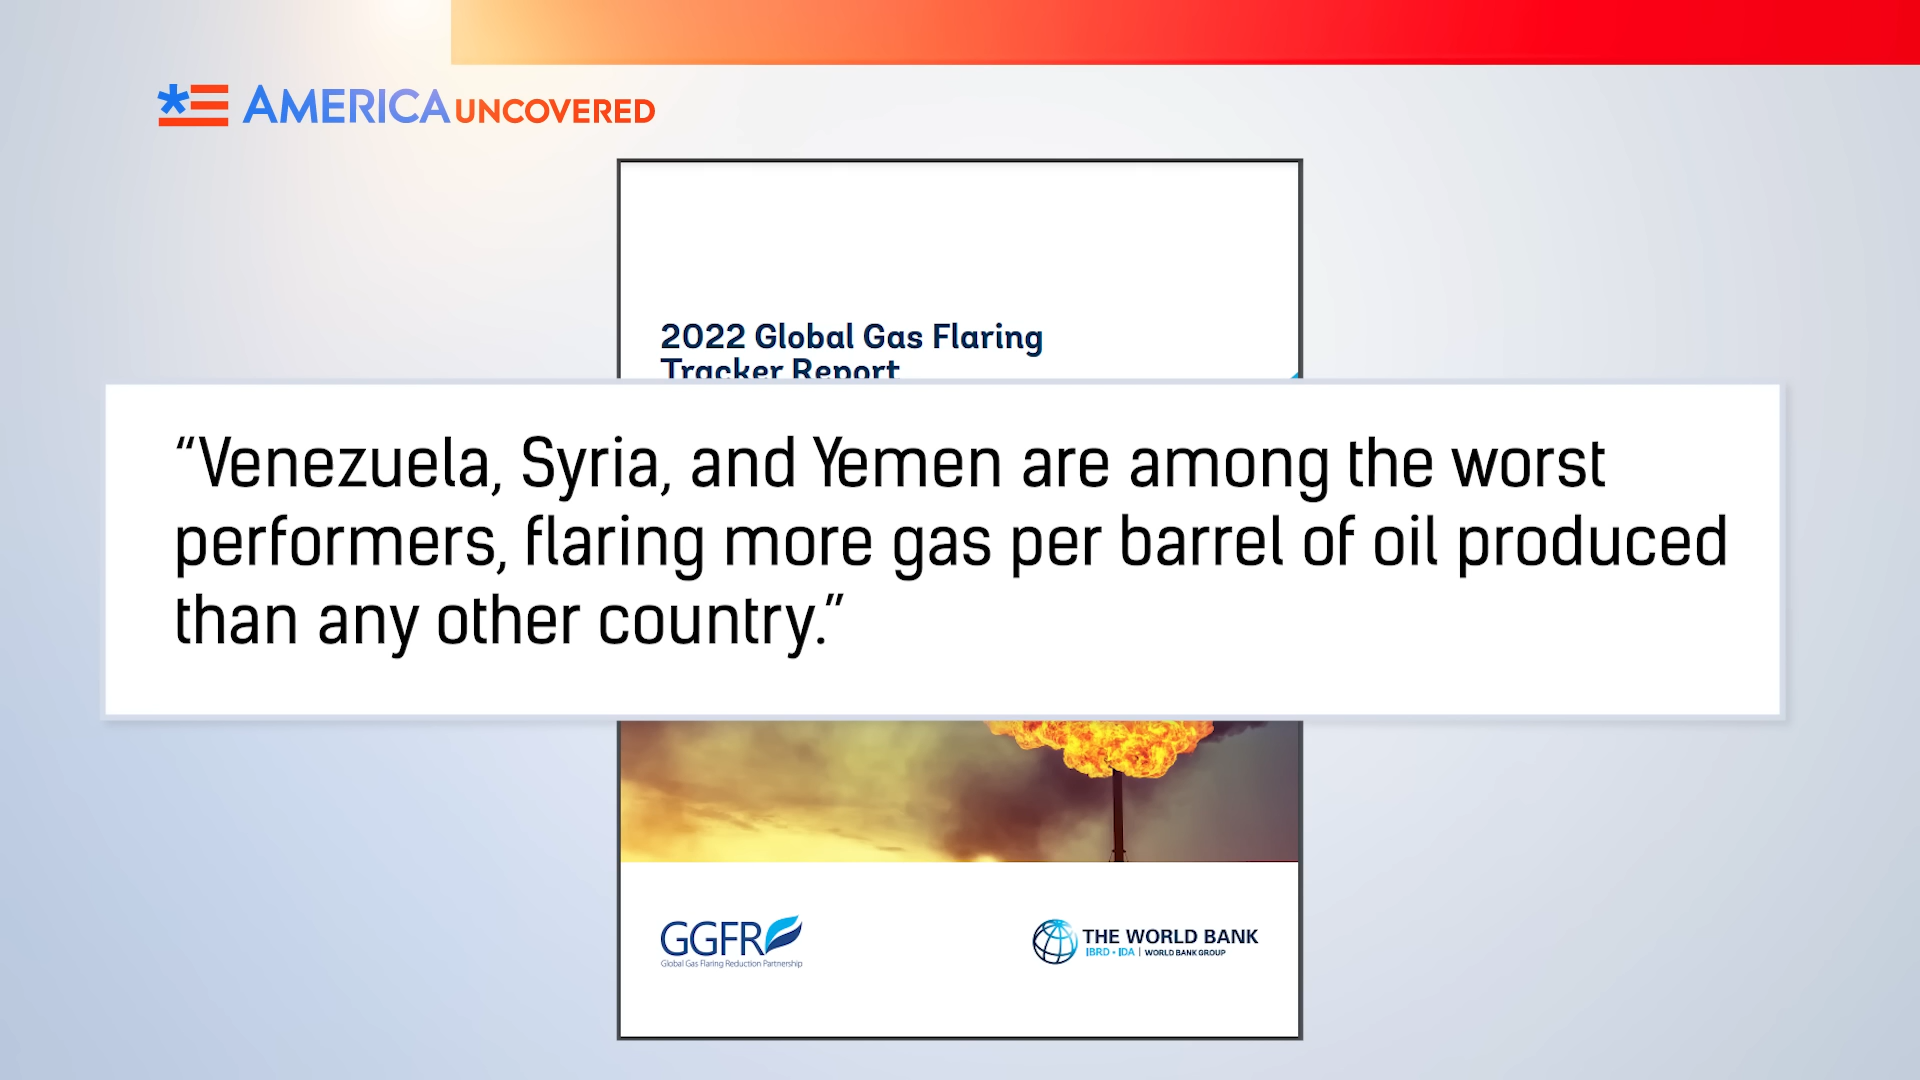 AMERICA UNCOVERED
2022 Global Gas Flaring
Tracker Report
“Venezuela, Syria, and Yemen are among the worst
performers, flaring more gas per barrel of oil produced
than any other country.”
GGFR
Global Gas Flaring Reduction Partnership
THE WORLD BANK
IBRD • IDA | WORLD BANK GROUP